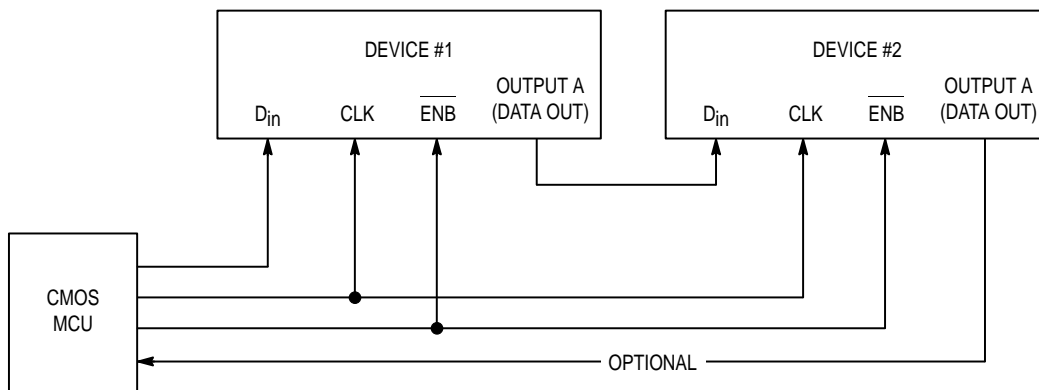 DEVICE #1
Din
CLK
ENB
OUTPUT A
(DATA OUT)
DEVICE #2
Din
CLK
ENB
OUTPUT A
(DATA OUT)
CMOS
MCU
OPTIONAL